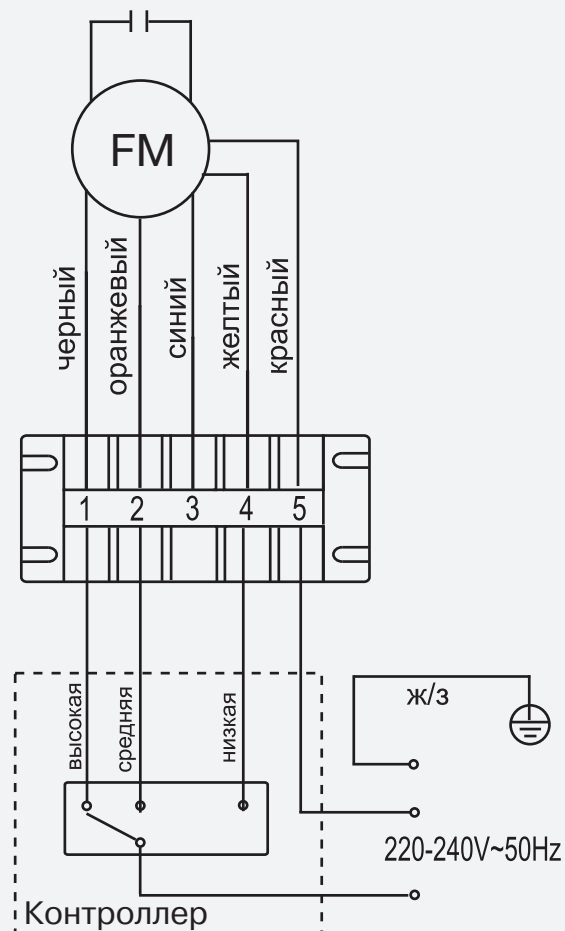 FM
черный
оранжевый
синий
желтый
красный
1 2 3 4 5
высокая
средняя
низкая
ж/з
220-240V~50Hz
Контроллер